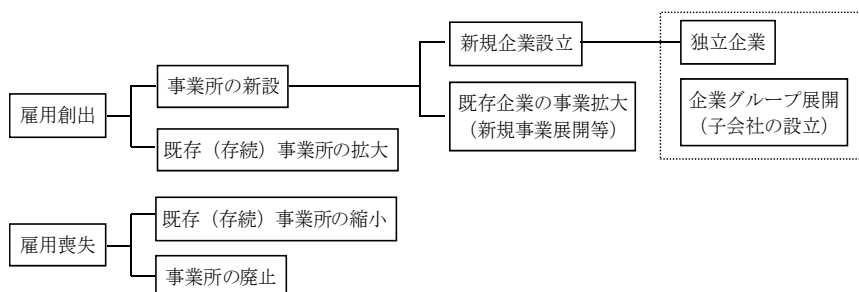 雇用創出
事業所の新設
新規企業設立
独立企業
既存企業の事業拡大
（新規事業展開等）
企業グループ展開
（子会社の設立）
既存（存続）事業所の拡大
雇用喪失
既存（存続）事業所の縮小
事業所の廃止